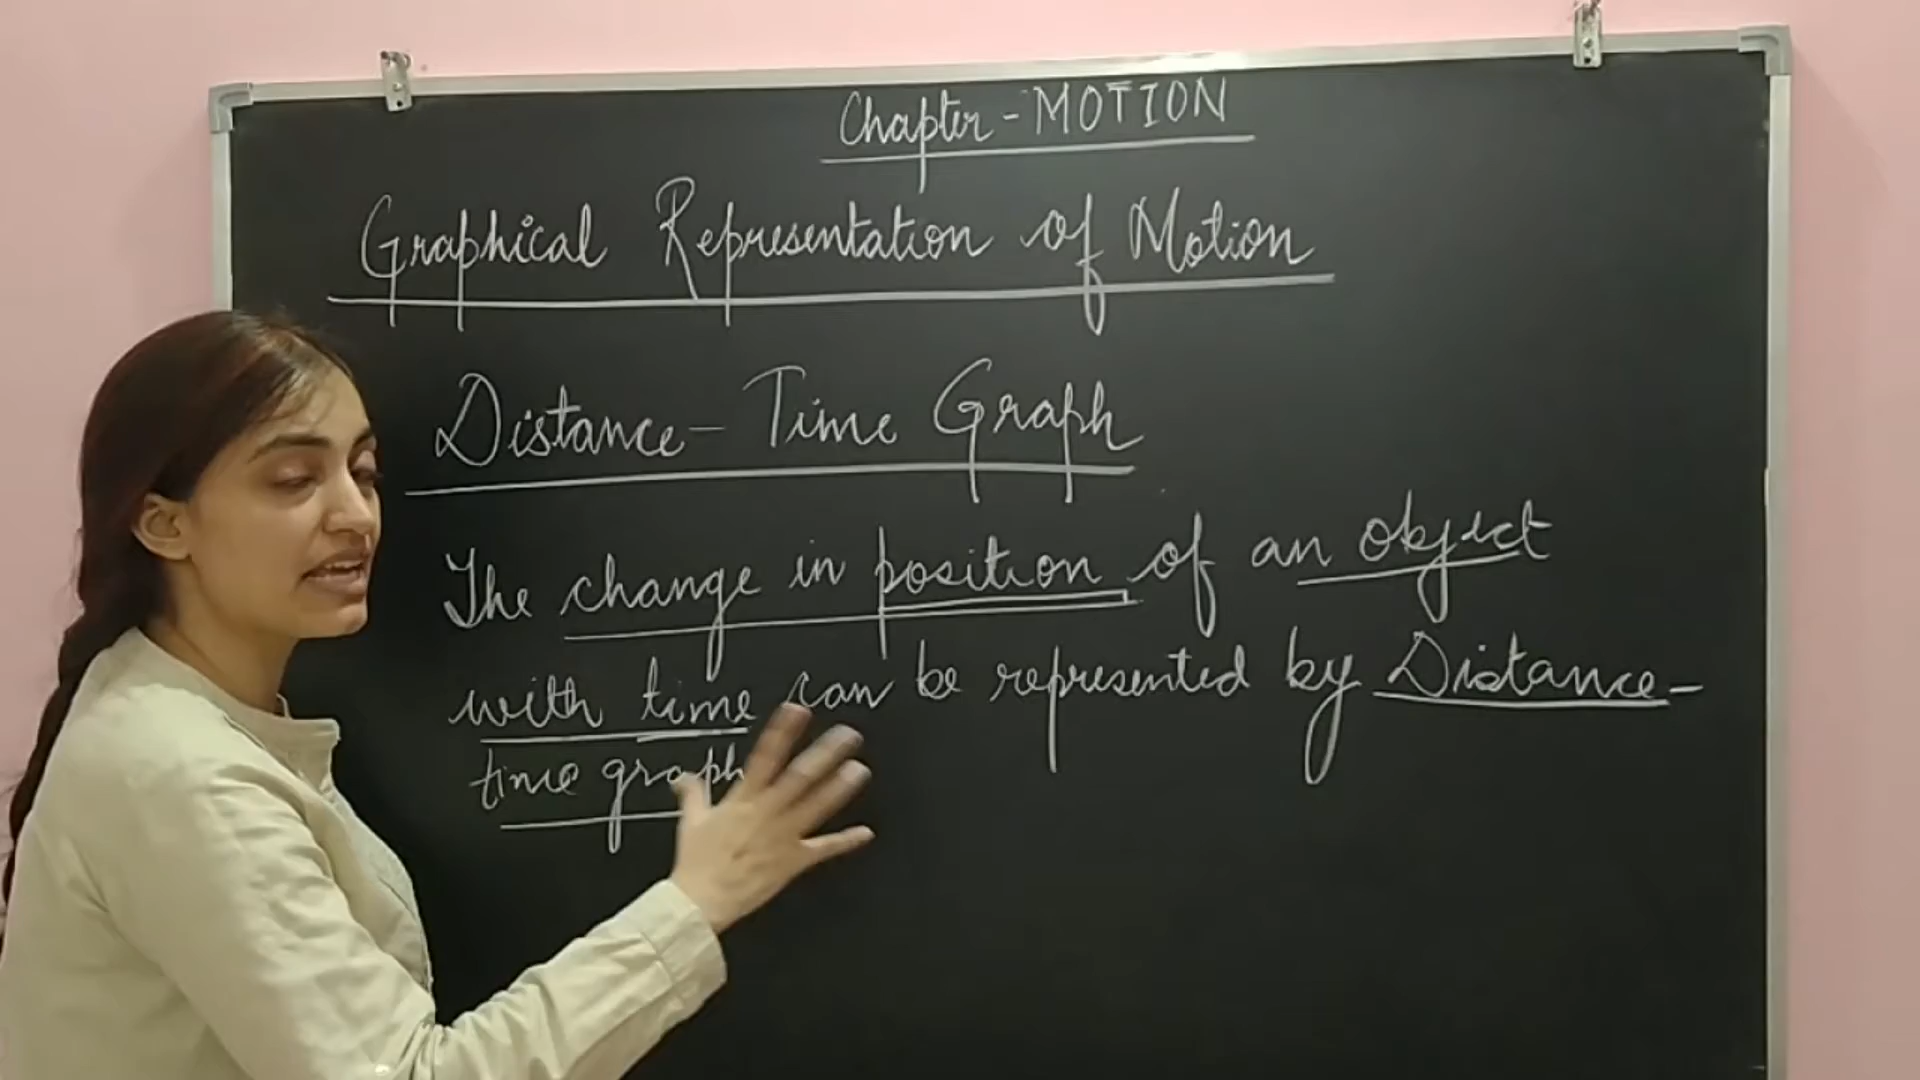 Chapter - MOTION
Graphical Representation of Motion
Distance - Time Graph
The change in position of an object
with time can be represented by Distance -
time graph